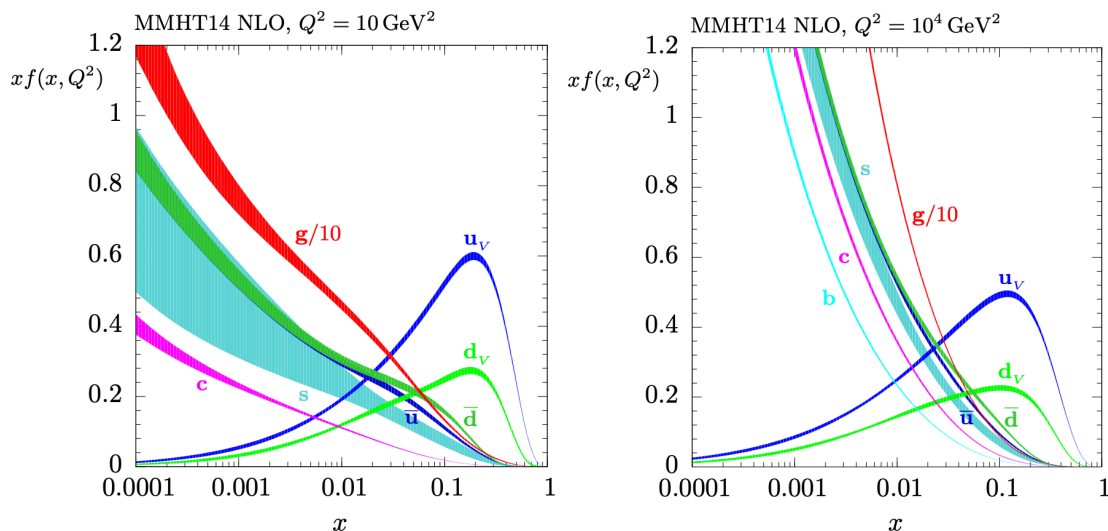 MMHT14 NLO, Q² = 10 GeV²
xf(x, Q²)
1.2
1
0.8
0.6
0.4
0.2
0
g/10
u_V
d_V
c
s
u̅
d̅
0.0001
0.001
0.01
0.1
1
x
MMHT14 NLO, Q² = 10⁴ GeV²
xf(x, Q²)
1.2
1
0.8
0.6
0.4
0.2
0
s
g/10
c
b
u_V
d_V
u̅
d̅
0.0001
0.001
0.01
0.1
1
x